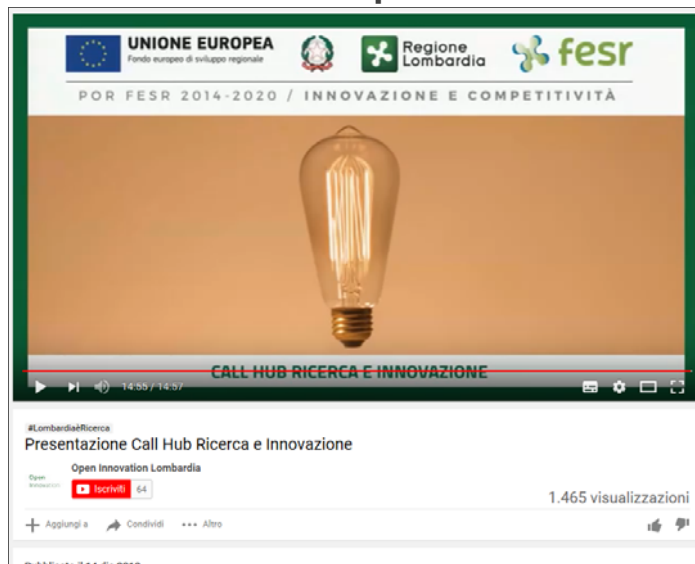 UNIONE EUROPEA
Fondo europeo di sviluppo regionale
Regione
Lombardia
fesr
POR FESR 2014-2020 / INNOVAZIONE E COMPETITIVITÀ
CALL HUB RICERCA E INNOVAZIONE
14:55 / 14:57
#LombardiaèRicerca
Presentazione Call Hub Ricerca e Innovazione
Open Innovation Lombardia
Open
Innovation
Iscriviti 64
1.465 visualizzazioni
Aggiungi a Condividi Altro